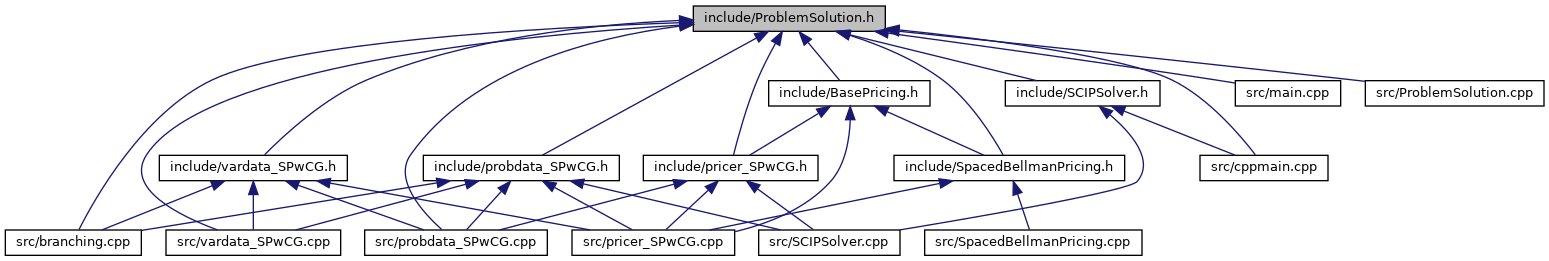 include/ProblemSolution.h
include/BasePricing.h
include/SCIPSolver.h
src/main.cpp
src/ProblemSolution.cpp
include/vardata_SPwCG.h
include/probdata_SPwCG.h
include/pricer_SPwCG.h
include/SpacedBellmanPricing.h
src/cppmain.cpp
src/branching.cpp
src/vardata_SPwCG.cpp
src/probdata_SPwCG.cpp
src/pricer_SPwCG.cpp
src/SCIPSolver.cpp
src/SpacedBellmanPricing.cpp